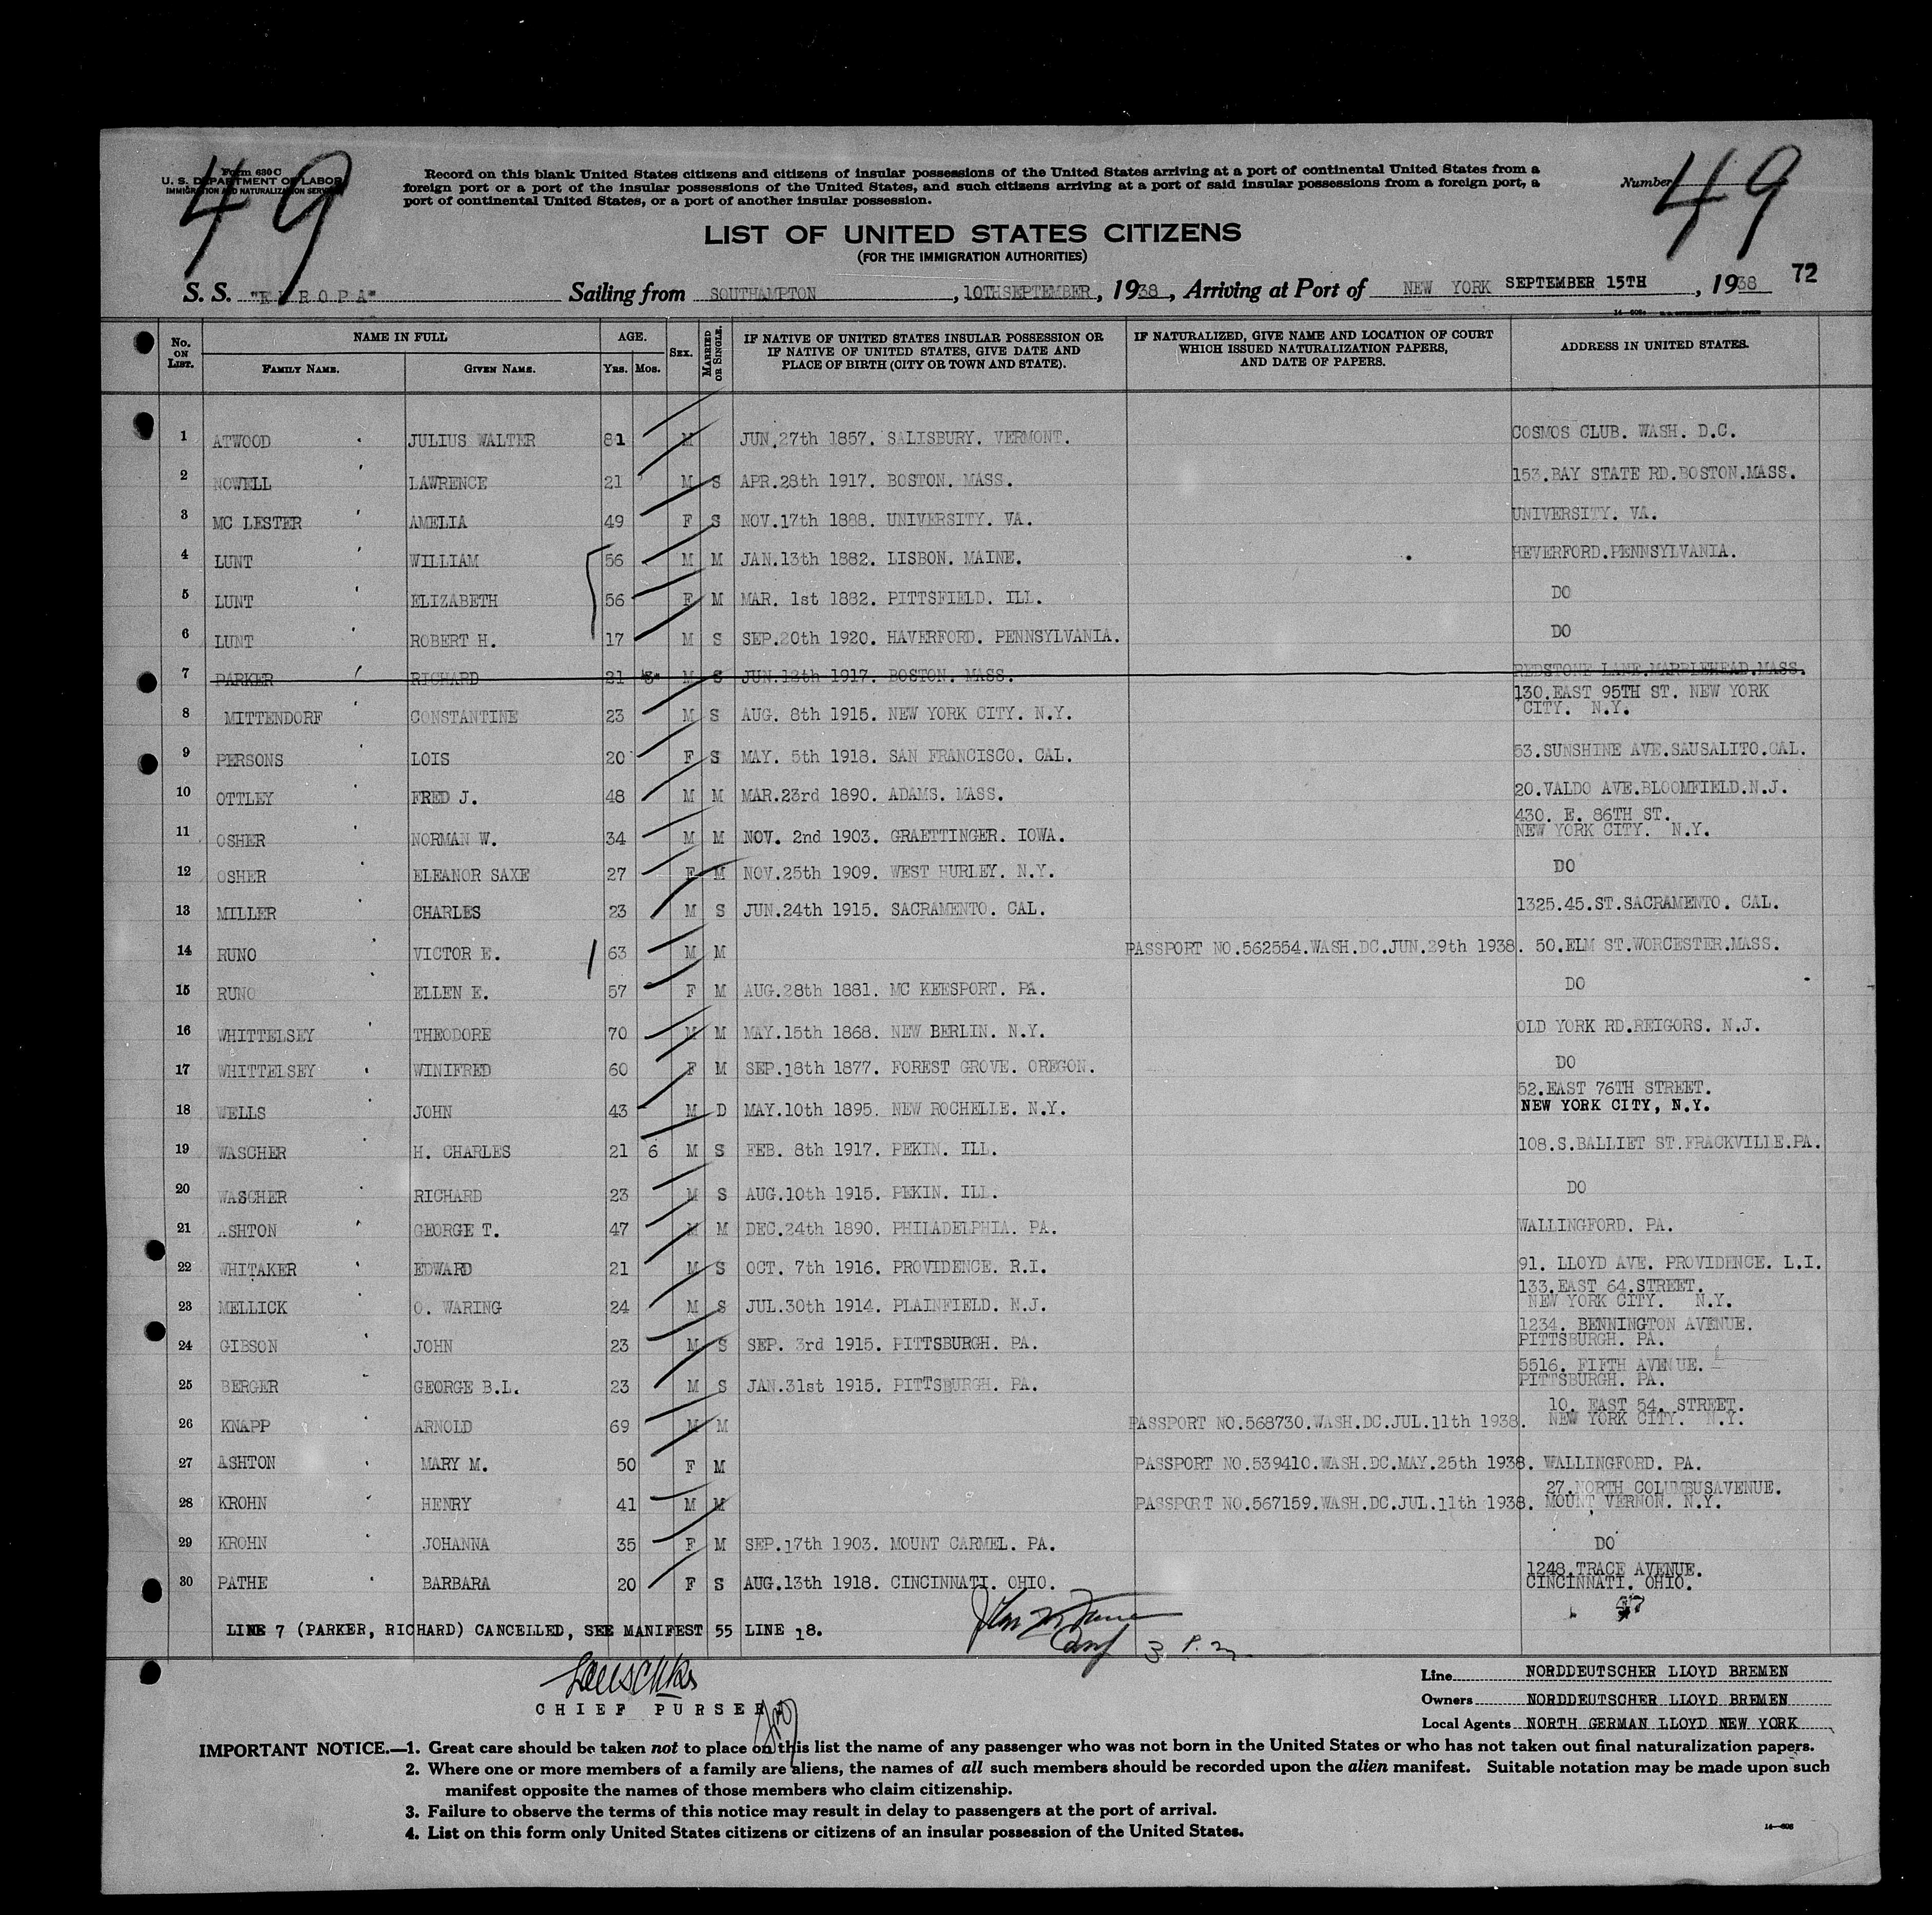 49
49
Form 630 C
U. S. DEPARTMENT OF LABOR
IMMIGRATION AND NATURALIZATION SERVICE
Record on this blank United States citizens and citizens of insular possessions of the United States arriving at a port of continental United States from a
foreign port or a port of the insular possessions of the United States, and such citizens arriving at a port of said insular possessions from a foreign port, a
port of continental United States, or a port of another insular possession.
Number
LIST OF UNITED STATES CITIZENS
(FOR THE IMMIGRATION AUTHORITIES)
S. S. "EUROPA" Sailing from SOUTHAMPTON, 10TH SEPTEMBER, 1938, Arriving at Port of NEW YORK SEPTEMBER 15TH, 1938 72
No. ON LIST. NAME IN FULL FAMILY NAME. GIVEN NAME. AGE. YRS. MOS. SEX. MARRIED OR SINGLE. IF NATIVE OF UNITED STATES INSULAR POSSESSION OR IF NATIVE OF UNITED STATES, GIVE DATE AND PLACE OF BIRTH (CITY OR TOWN AND STATE). IF NATURALIZED, GIVE NAME AND LOCATION OF COURT WHICH ISSUED NATURALIZATION PAPERS, AND DATE OF PAPERS. ADDRESS IN UNITED STATES.
1 ATWOOD JULIUS WALTER 81 M JUN.27th 1857. SALISBURY. VERMONT. COSMOS CLUB. WASH. D.C.
2 NOWELL LAWRENCE 21 M S APR.28th 1917. BOSTON. MASS. 153.BAY STATE RD.BOSTON.MASS.
3 MC LESTER AMELIA 49 F S NOV.17th 1888. UNIVERSITY. VA. UNIVERSITY. VA.
4 LUNT WILLIAM 56 M M JAN.13th 1882. LISBON. MAINE. HEVERFORD.PENNSYLVANIA.
5 LUNT ELIZABETH 56 F M MAR. 1st 1882. PITTSFIELD. ILL. DO
6 LUNT ROBERT H. 17 M S SEP.20th 1920. HAVERFORD. PENNSYLVANIA. DO
7 PARKER RICHARD 21 3 M S JUN.12th 1917. BOSTON. MASS. REDSTONE LANE.MARBLEHEAD.MASS.
8 MITTENDORF CONSTANTINE 23 M S AUG. 8th 1915. NEW YORK CITY. N.Y. 130.EAST 95TH ST. NEW YORK CITY. N.Y.
9 PERSONS LOIS 20 F S MAY. 5th 1918. SAN FRANCISCO. CAL. 53.SUNSHINE AVE.SAUSALITO.CAL.
10 OTTLEY FRED J. 48 M M MAR.23rd 1890. ADAMS. MASS. 20.VALDO AVE.BLOOMFIELD.N.J.
11 OSHER NORMAN W. 34 M M NOV. 2nd 1903. GRAETTINGER. IOWA. 430. E. 86TH ST. NEW YORK CITY. N.Y.
12 OSHER ELEANOR SAXE 27 F M NOV.25th 1909. WEST HURLEY. N.Y. DO
13 MILLER CHARLES 23 M S JUN.24th 1915. SACRAMENTO. CAL. 1325.45.ST.SACRAMENTO. CAL.
14 RUNO VICTOR E. 63 M M PASSPORT NO.562554.WASH.DC.JUN.29th 1938. 50.ELM ST.WORCESTER.MASS.
15 RUNO ELLEN E. 57 F M AUG.28th 1881. MC KEESPORT. PA. DO
16 WHITTELSEY THEODORE 70 M M MAY.15th 1868. NEW BERLIN. N.Y. OLD YORK RD.REIGORS. N.J.
17 WHITTELSEY WINIFRED 60 F M SEP.18th 1877. FOREST GROVE. OREGON. DO
18 WELLS JOHN 43 M D MAY.10th 1895. NEW ROCHELLE. N.Y. 52.EAST 76TH STREET. NEW YORK CITY, N.Y.
19 WASCHER H. CHARLES 21 6 M S FEB. 8th 1917. PEKIN. ILL. 108.S.BALLIET ST.FRACKVILLE.PA.
20 WASCHER RICHARD 23 M S AUG.10th 1915. PEKIN. ILL. DO
21 ASHTON GEORGE T. 47 M M DEC.24th 1890. PHILADELPHIA. PA. WALLINGFORD. PA.
22 WHITAKER EDWARD 21 M S OCT. 7th 1916. PROVIDENCE. R.I. 91. LLOYD AVE. PROVIDENCE. L.I.
23 MELLICK O. WARING 24 M S JUL.30th 1914. PLAINFIELD. N.J. 133.EAST 64.STREET. NEW YORK CITY. N.Y.
24 GIBSON JOHN 23 M S SEP. 3rd 1915. PITTSBURGH. PA. 1234. BENNINGTON AVENUE. PITTSBURGH. PA.
25 BERGER GEORGE B.L. 23 M S JAN.31st 1915. PITTSBURGH. PA. 5516. FIFTH AVENUE. PITTSBURGH. PA.
26 KNAPP ARNOLD 69 M M PASSPORT NO.568730.WASH.DC.JUL.11th 1938. 10. EAST 54. STREET. NEW YORK CITY. N.Y.
27 ASHTON MARY M. 50 F M PASSPORT NO.539410.WASH.DC.MAY.25th 1938. WALLINGFORD. PA.
28 KROHN HENRY 41 M M PASSPORT NO.567159.WASH.DC.JUL.11th 1938. 27.NORTH COLUMBUSAVENUE. MOUNT VERNON. N.Y.
29 KROHN JOHANNA 35 F M SEP.17th 1903. MOUNT CARMEL. PA. DO
30 PATHE BARBARA 20 F S AUG.13th 1918. CINCINNATI. OHIO. 1248.TRACE AVENUE. CINCINNATI. OHIO.
LINE 7 (PARKER, RICHARD) CANCELLED, SEE MANIFEST 55 LINE 18.
CHIEF PURSER
Line NORDDEUTSCHER LLOYD BREMEN
Owners NORDDEUTSCHER LLOYD BREMEN
Local Agents NORTH GERMAN LLOYD NEW YORK
IMPORTANT NOTICE.—1. Great care should be taken not to place on this list the name of any passenger who was not born in the United States or who has not taken out final naturalization papers.
2. Where one or more members of a family are aliens, the names of all such members should be recorded upon the alien manifest. Suitable notation may be made upon such
manifest opposite the names of those members who claim citizenship.
3. Failure to observe the terms of this notice may result in delay to passengers at the port of arrival.
4. List on this form only United States citizens or citizens of an insular possession of the United States.